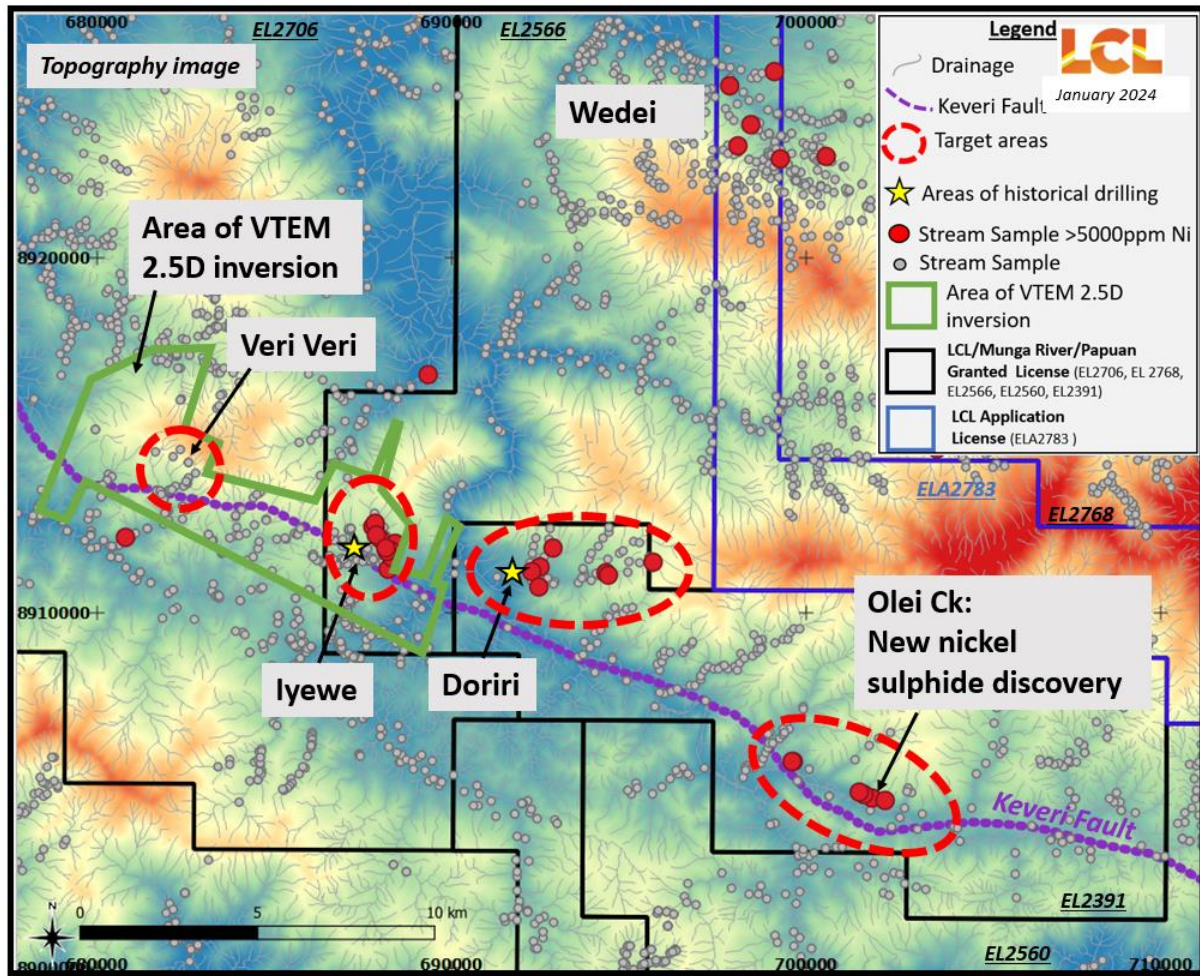 680000
EL2706
690000
EL2566
700000
Topography image
Wedei
Legend
LCL
January 2024
Drainage
Keveri Fault
Target areas
Areas of historical drilling
Stream Sample >5000ppm Ni
Stream Sample
Area of VTEM 2.5D
inversion
LCL/Munga River/Papuan
Granted License (EL2706, EL 2768,
EL2566, EL2560, EL2391)
LCL Application
License (ELA2783 )
Area of VTEM
2.5D inversion
8920000
Veri Veri
ELA2783
EL2768
8910000
Iyewe
Doriri
Olei Ck:
New nickel
sulphide discovery
Keveri Fault
EL2391
N
0
5
10 km
680000
690000
700000
EL2560
710000